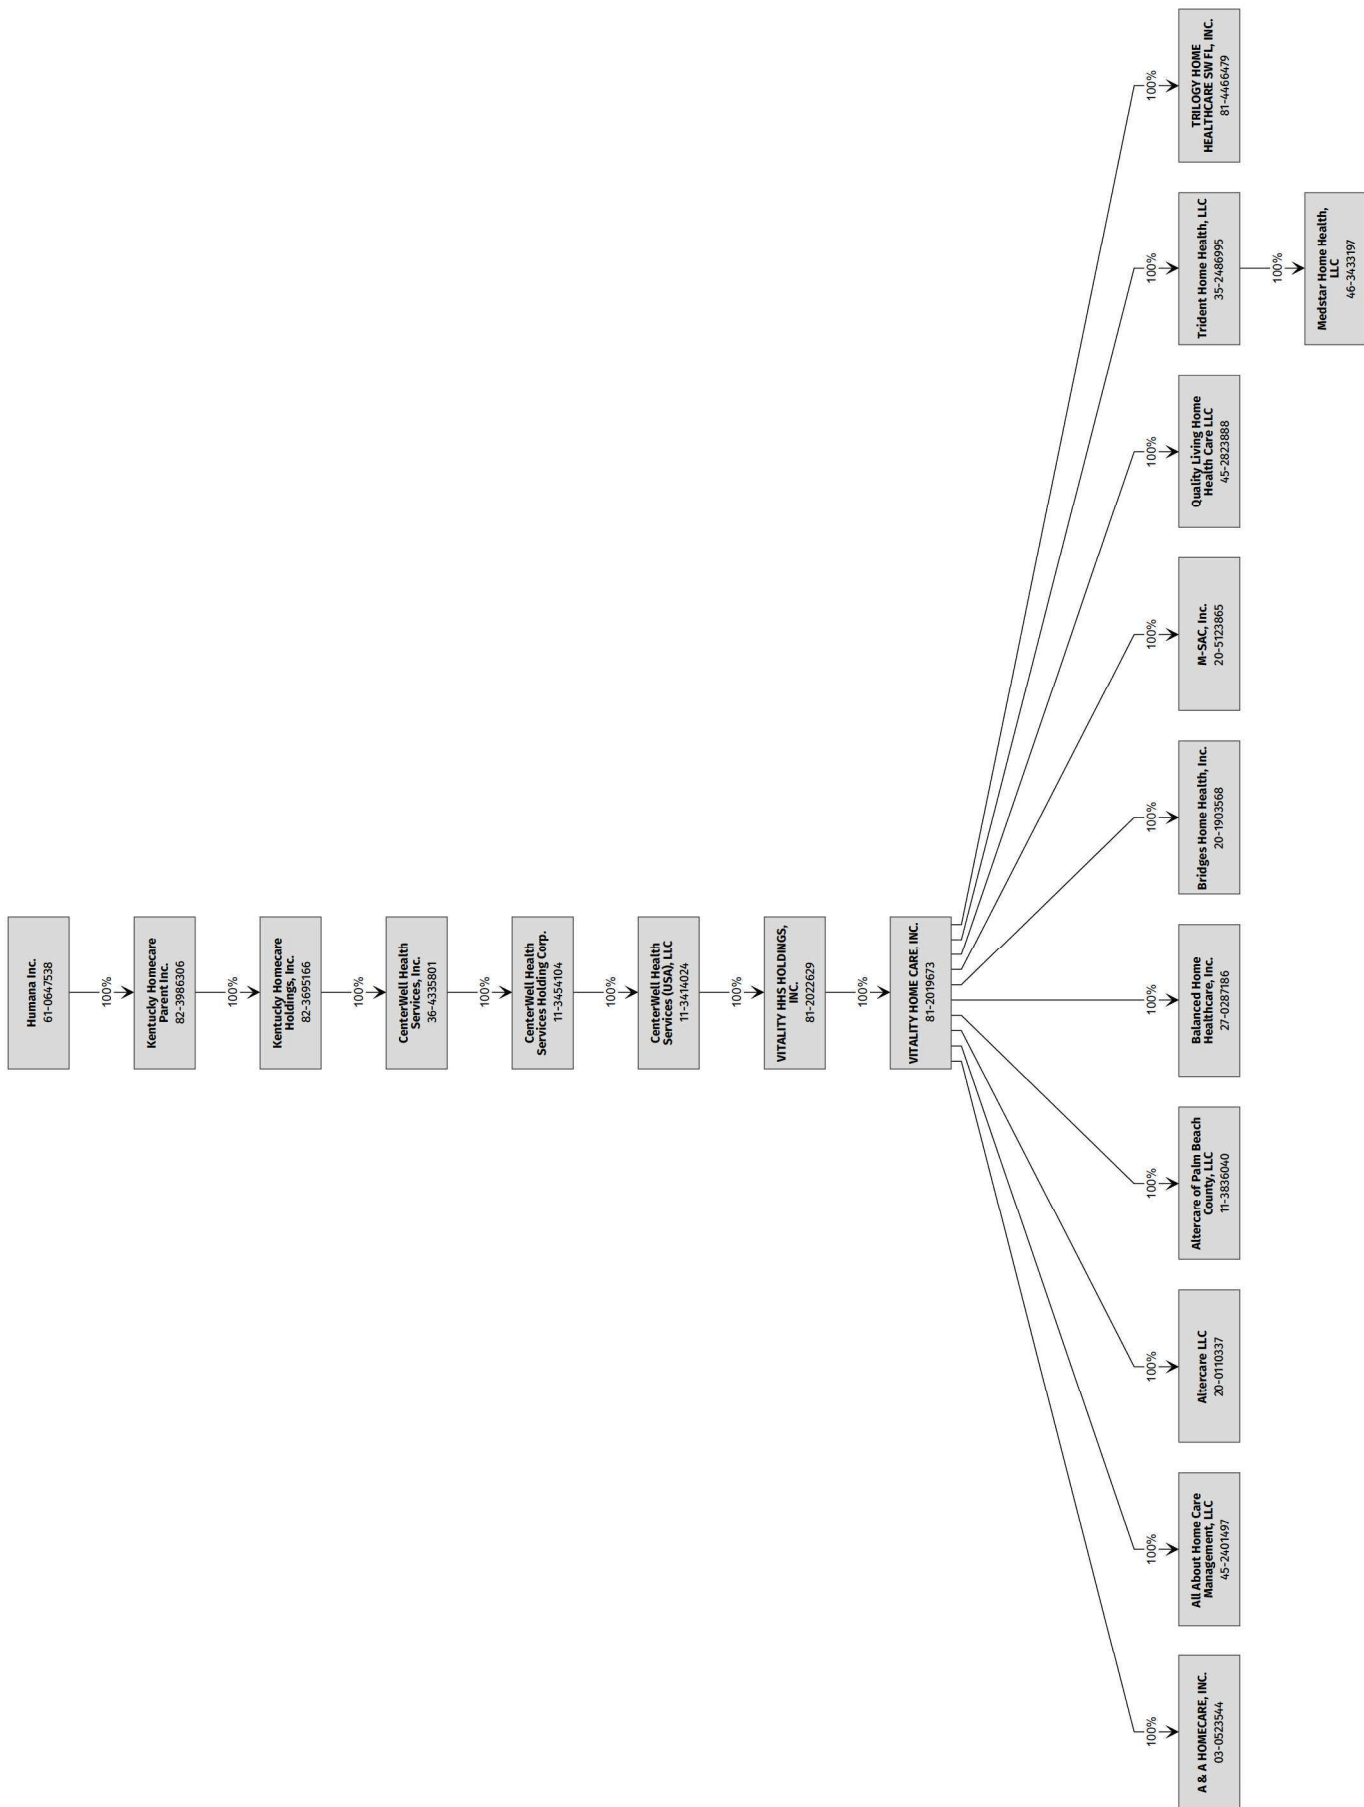 Humana Inc.
61-0647538
100%
Kentucky Homecare
Parent Inc.
82-3986306
100%
Kentucky Homecare
Holdings, Inc.
82-3695166
100%
CenterWell Health
Services, Inc.
36-4335801
100%
CenterWell Health
Services Holding Corp.
11-3454104
100%
CenterWell Health
Services (USA), LLC
11-3414024
100%
VITALITY HHS HOLDINGS,
INC.
81-2022629
100%
VITALITY HOME CARE INC.
81-2019673
100%
A & A HOMECARE, INC.
03-0523544
100%
All About Home Care
Management, LLC
45-2401497
100%
Altercare LLC
20-0110337
100%
Altercare of Palm Beach
County, LLC
11-3836040
100%
Balanced Home
Healthcare, Inc.
27-0287186
100%
Bridges Home Health, Inc.
20-1903568
100%
M-SAC, Inc.
20-5123865
100%
Quality Living Home
Health Care LLC
45-2823888
100%
Trident Home Health, LLC
35-2486995
100%
TRILOGY HOME
HEALTHCARE SW FL, INC.
81-4466479
100%
Medstar Home Health,
LLC
46-3433197